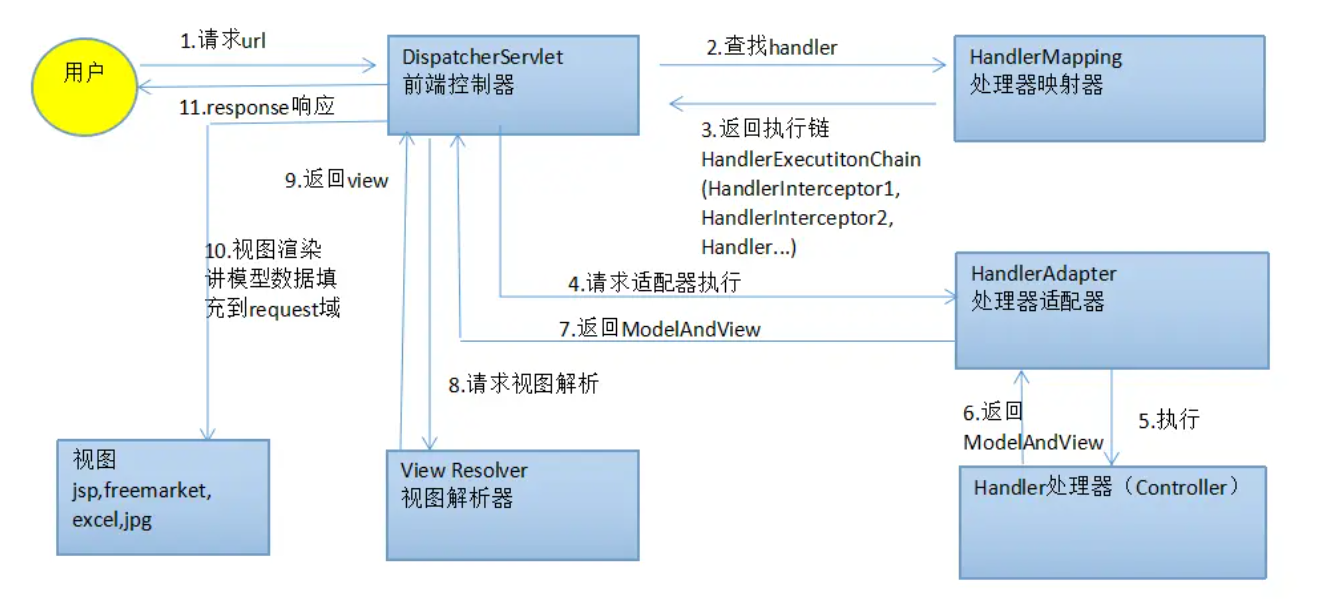 用户
1.请求url
11.response响应
DispatcherServlet
前端控制器
2.查找handler
HandlerMapping
处理器映射器
3.返回执行链
HandlerExecutitonChain
(HandlerInterceptor1,
HandlerInterceptor2,
Handler...)
9.返回view
10.视图渲染
讲模型数据填
充到request域
4.请求适配器执行
HandlerAdapter
处理器适配器
7.返回ModelAndView
8.请求视图解析
6.返回
ModelAndView
5.执行
视图
jsp,freemarket,
excel,jpg
View Resolver
视图解析器
Handler处理器（Controller）